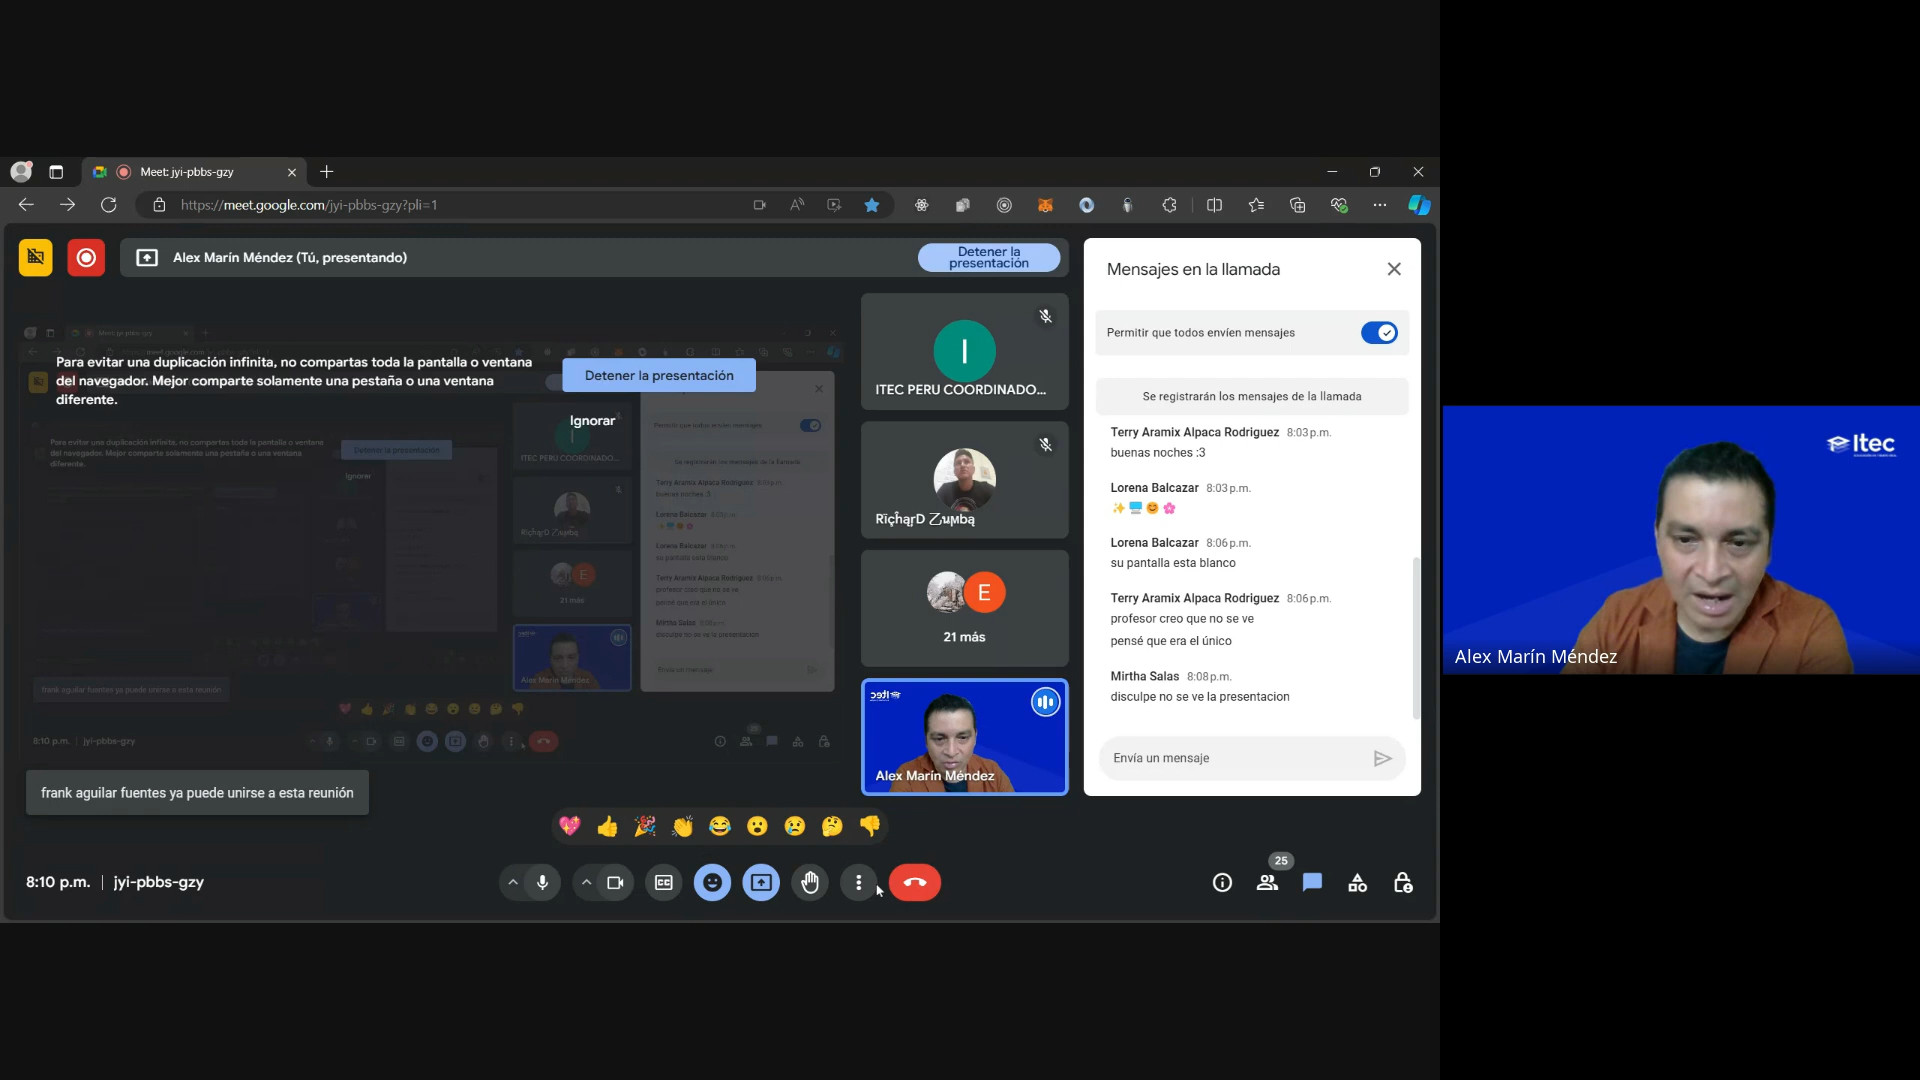 Meet: jyi-pbbs-gzy
https://meet.google.com/jyi-pbbs-gzy?pli=1
Alex Marín Méndez (Tú, presentando)
Detener la
presentación
Para evitar una duplicación infinita, no compartas toda la pantalla o ventana
del navegador. Mejor comparte solamente una pestaña o una ventana
diferente.
Detener la presentación
Ignorar
I
ITEC PERU COORDINADO...
E
21 más
Itec
Alex Marín Méndez
Mensajes en la llamada
Permitir que todos envíen mensajes
Se registrarán los mensajes de la llamada
Terry Aramix Alpaca Rodriguez 8:03 p.m.
buenas noches :3
Lorena Balcazar 8:03 p.m.
✨🖥️😊🌸
Lorena Balcazar 8:06 p.m.
su pantalla esta blanco
Terry Aramix Alpaca Rodriguez 8:06 p.m.
profesor creo que no se ve
pensé que era el único
Mirtha Salas 8:08 p.m.
disculpe no se ve la presentacion
Envía un mensaje
frank aguilar fuentes ya puede unirse a esta reunión
8:10 p.m. | jyi-pbbs-gzy
CC
25
Itec
Alex Marín Méndez